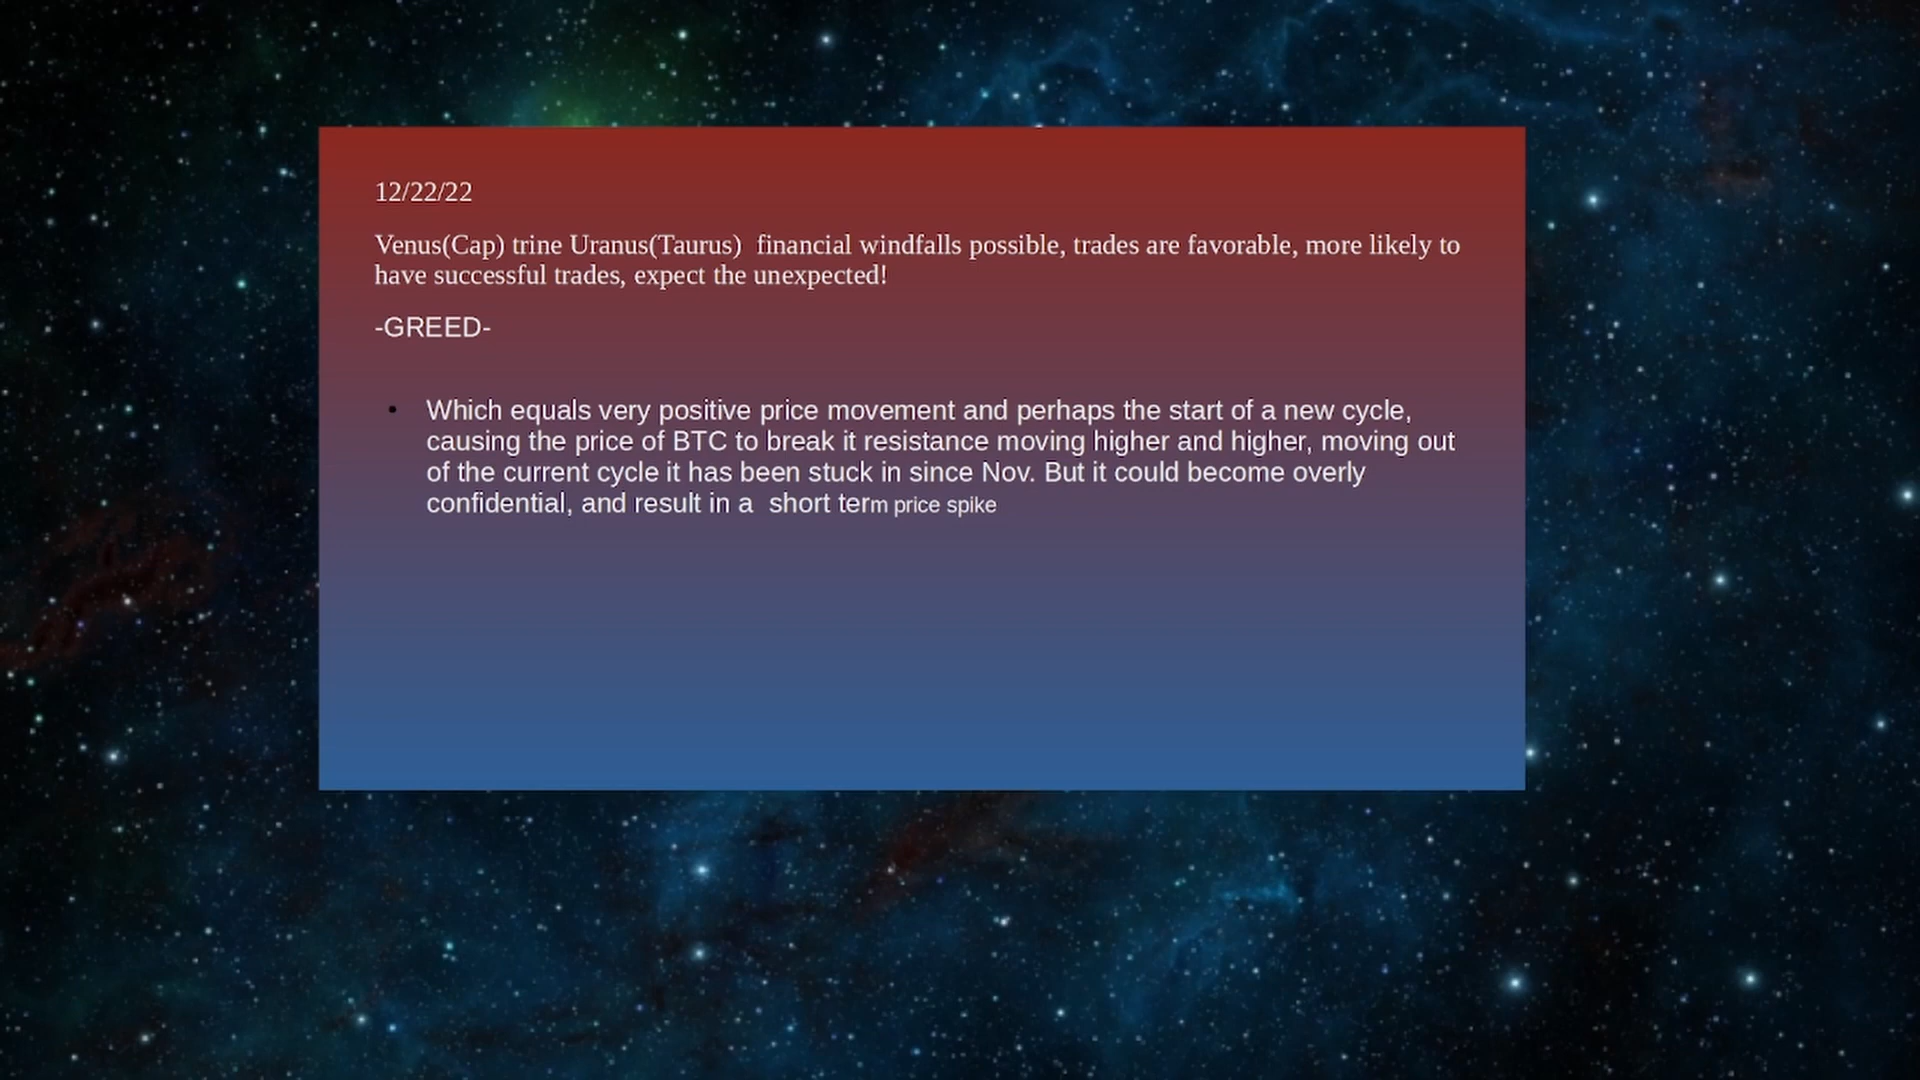 12/22/22
Venus(Cap) trine Uranus(Taurus)  financial windfalls possible, trades are favorable, more likely to
have successful trades, expect the unexpected!
-GREED-
• Which equals very positive price movement and perhaps the start of a new cycle,
causing the price of BTC to break it resistance moving higher and higher, moving out
of the current cycle it has been stuck in since Nov. But it could become overly
confidential, and result in a  short term price spike